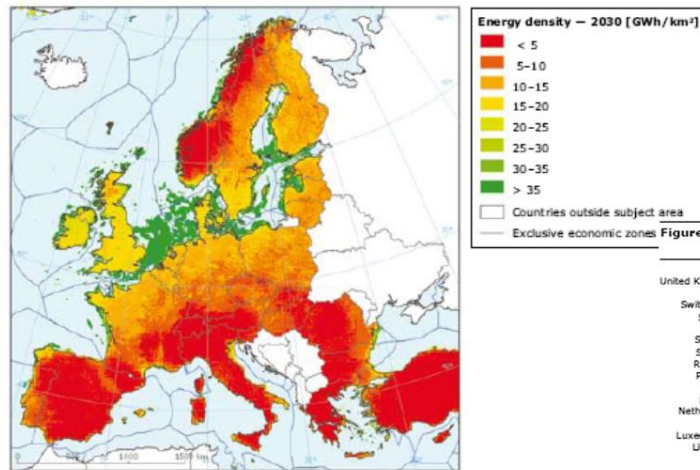 Energy density — 2030 [GWh/km²]
< 5
5–10
10–15
15–20
20–25
25–30
30–35
> 35
Countries outside subject area
Exclusive economic zones
Figure
United K
Swit
S
S
S
R
P
Neth
Luxe
U
0
1000
1500 km